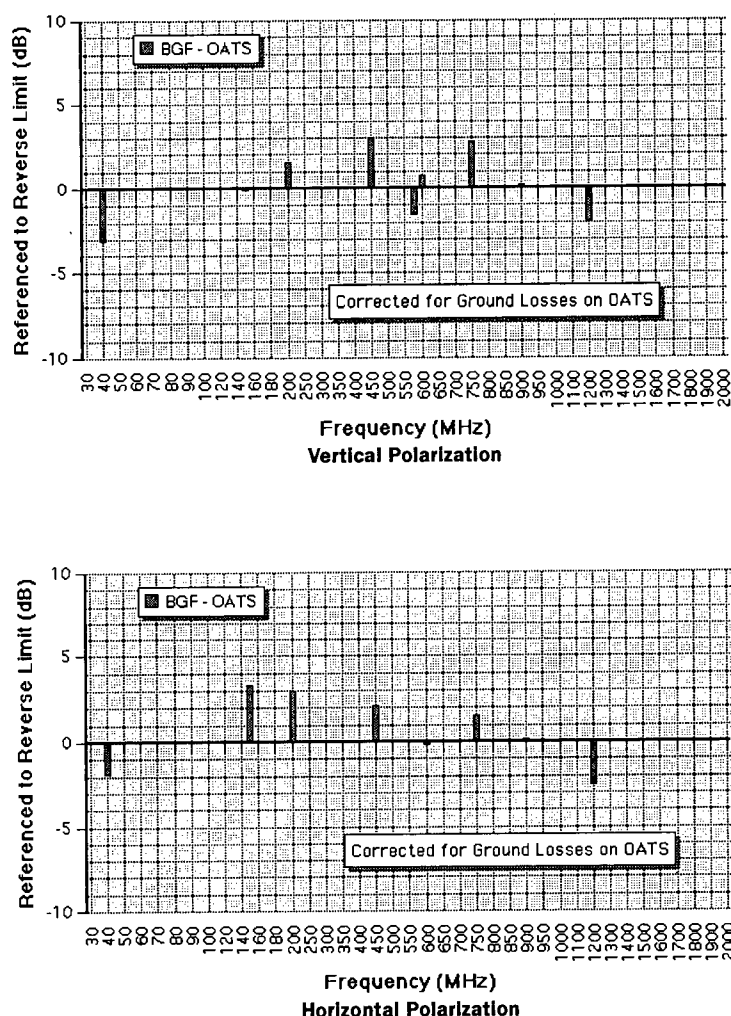 Referenced to Reverse Limit (dB)
10
5
0
-5
-10
BGF - OATS
Corrected for Ground Losses on OATS
30 40 50 60 70 80 90 100 120 140 160 180 200 250 300 350 400 450 500 550 600 700 750 800 850 900 950 1000 1100 1200 1300 1400 1500 1600 1700 1800 1900 2000
Frequency (MHz)
Vertical Polarization
Referenced to Reverse Limit (dB)
10
5
0
-5
-10
BGF - OATS
Corrected for Ground Losses on OATS
30 40 50 60 70 80 90 100 120 140 160 180 200 250 300 350 400 450 500 550 600 700 750 800 850 900 950 1000 1100 1200 1300 1400 1500 1600 1700 1800 1900 2000
Frequency (MHz)
Horizontal Polarization